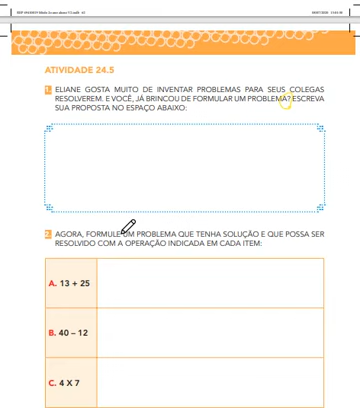 ATIVIDADE 24.5
1. ELIANE GOSTA MUITO DE INVENTAR PROBLEMAS PARA SEUS COLEGAS
RESOLVEREM. E VOCÊ, JÁ BRINCOU DE FORMULAR UM PROBLEMA? ESCREVA
SUA PROPOSTA NO ESPAÇO ABAIXO:
2. AGORA, FORMULE UM PROBLEMA QUE TENHA SOLUÇÃO E QUE POSSA SER
RESOLVIDO COM A OPERAÇÃO INDICADA EM CADA ITEM:
A. 13 + 25
B. 40 – 12
C. 4 X 7